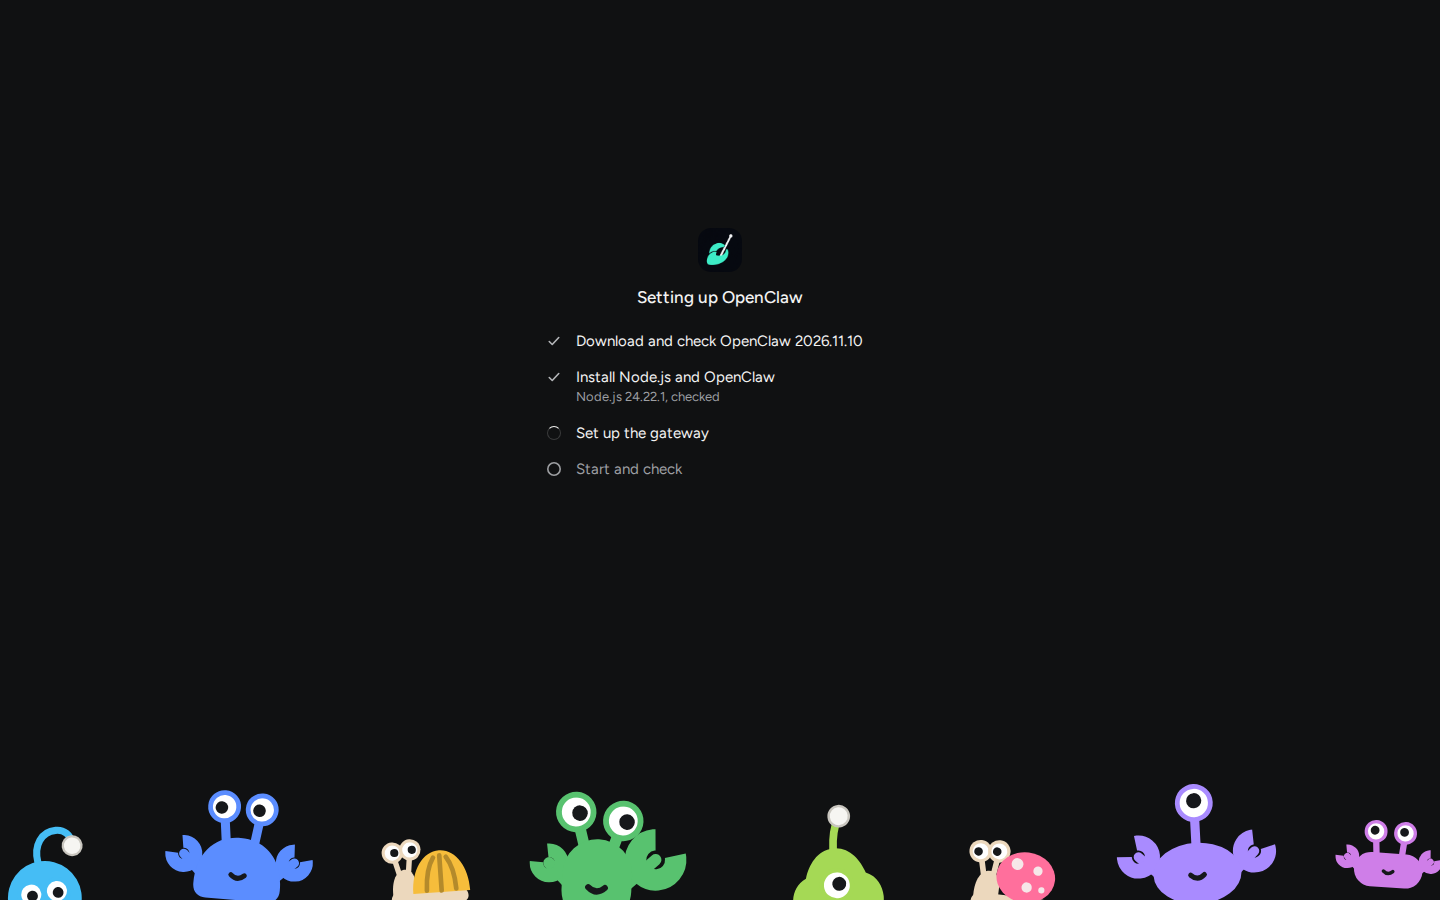 Setting up OpenClaw
Download and check OpenClaw 2026.11.10
Install Node.js and OpenClaw
Node.js 24.22.1, checked
Set up the gateway
Start and check